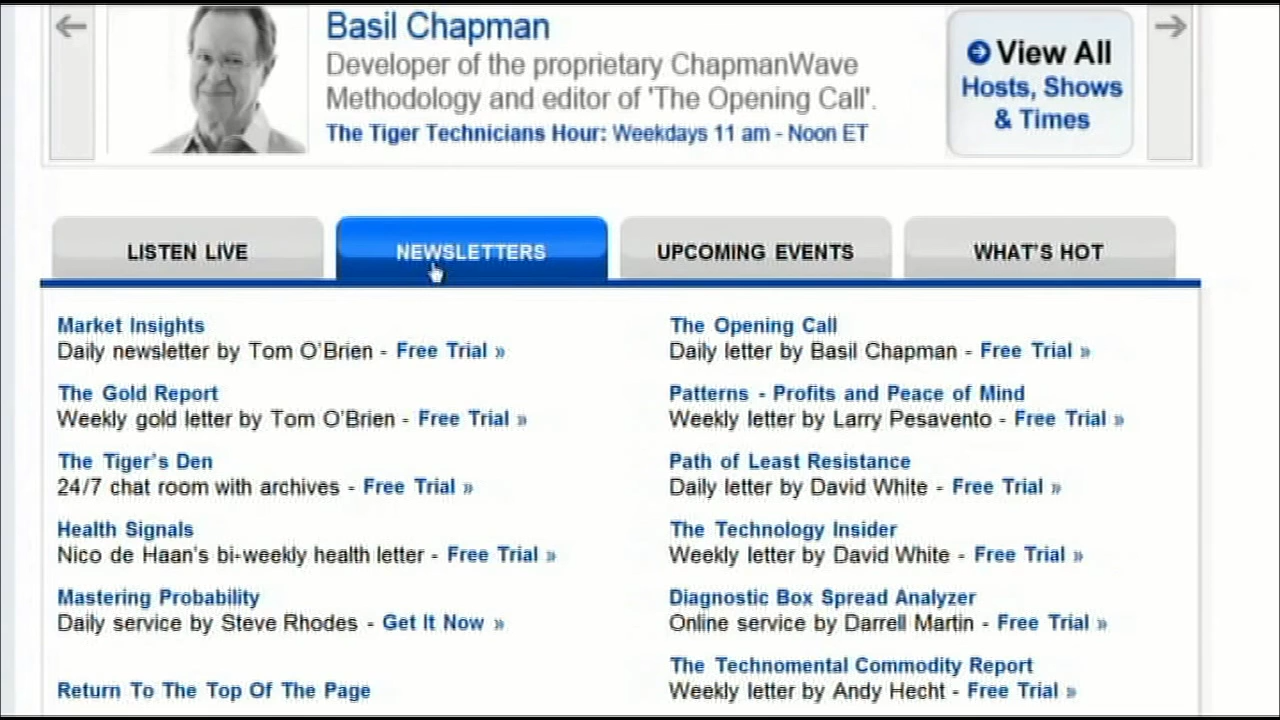 Basil Chapman
Developer of the proprietary ChapmanWave
Methodology and editor of 'The Opening Call'.
The Tiger Technicians Hour: Weekdays 11 am - Noon ET
View All
Hosts, Shows
& Times
LISTEN LIVE
NEWSLETTERS
UPCOMING EVENTS
WHAT'S HOT
Market Insights
Daily newsletter by Tom O'Brien - Free Trial »
The Gold Report
Weekly gold letter by Tom O'Brien - Free Trial »
The Tiger's Den
24/7 chat room with archives - Free Trial »
Health Signals
Nico de Haan's bi-weekly health letter - Free Trial »
Mastering Probability
Daily service by Steve Rhodes - Get It Now »
Return To The Top Of The Page
The Opening Call
Daily letter by Basil Chapman - Free Trial »
Patterns - Profits and Peace of Mind
Weekly letter by Larry Pesavento - Free Trial »
Path of Least Resistance
Daily letter by David White - Free Trial »
The Technology Insider
Weekly letter by David White - Free Trial »
Diagnostic Box Spread Analyzer
Online service by Darrell Martin - Free Trial »
The Technomental Commodity Report
Weekly letter by Andy Hecht - Free Trial »